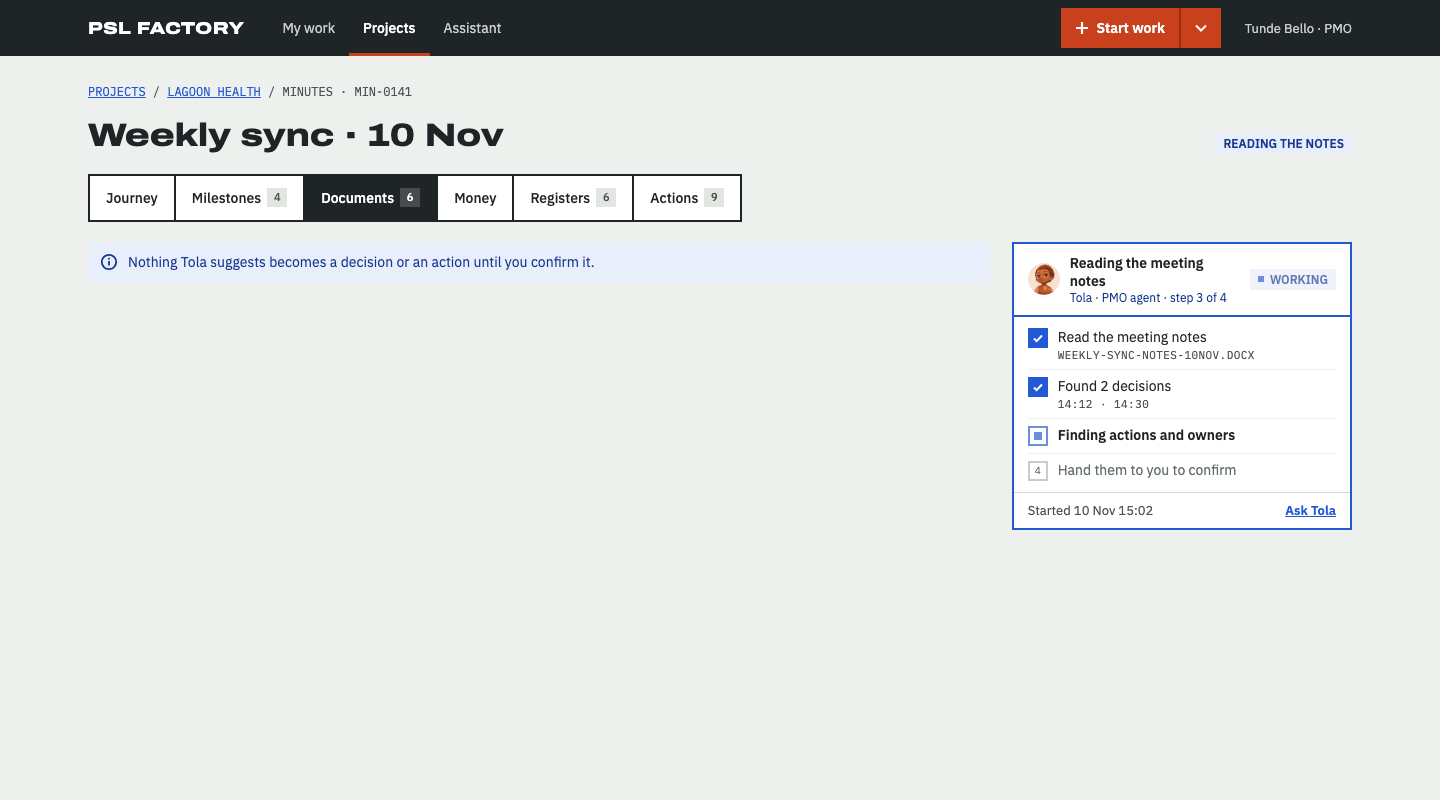 PSL FACTORY
My work
Projects
Assistant
Start work
Tunde Bello · PMO
PROJECTS / LAGOON HEALTH / MINUTES · MIN-0141
Weekly sync · 10 Nov
READING THE NOTES
Journey
Milestones 4
Documents 6
Money
Registers 6
Actions 9
Nothing Tola suggests becomes a decision or an action until you confirm it.
Reading the meeting
notes
Tola · PMO agent · step 3 of 4
WORKING
Read the meeting notes
WEEKLY-SYNC-NOTES-10NOV.DOCX
Found 2 decisions
14:12 · 14:30
Finding actions and owners
4 Hand them to you to confirm
Started 10 Nov 15:02
Ask Tola